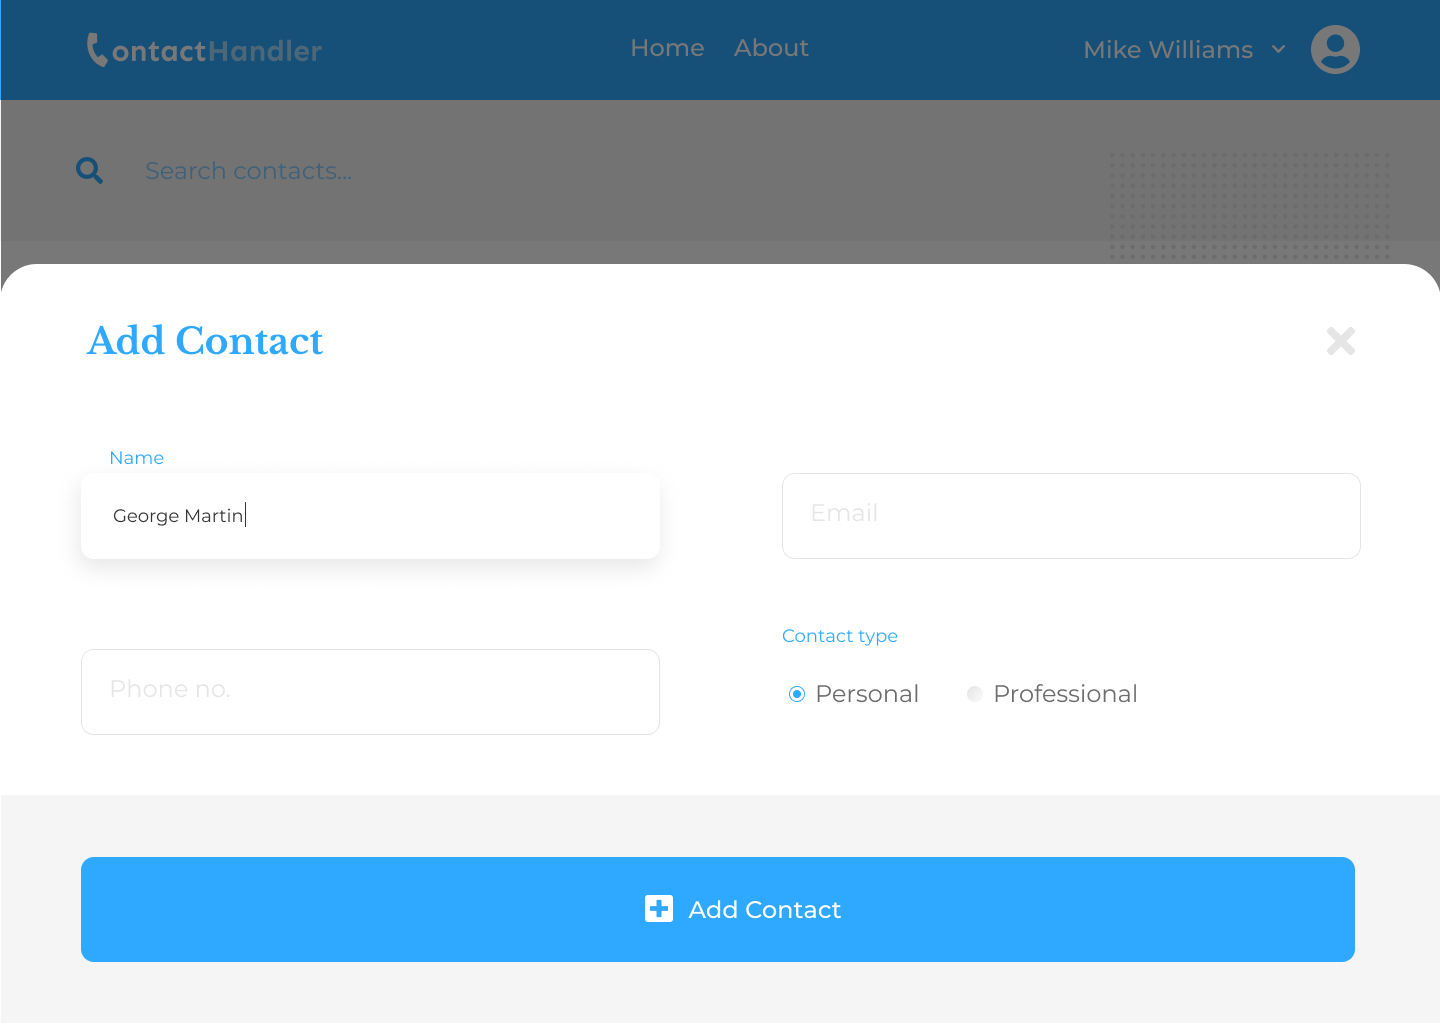 ontactHandler
Home About
Mike Williams
Search contacts...
Add Contact
Name
George Martin
Email
Phone no.
Contact type
Personal Professional
Add Contact